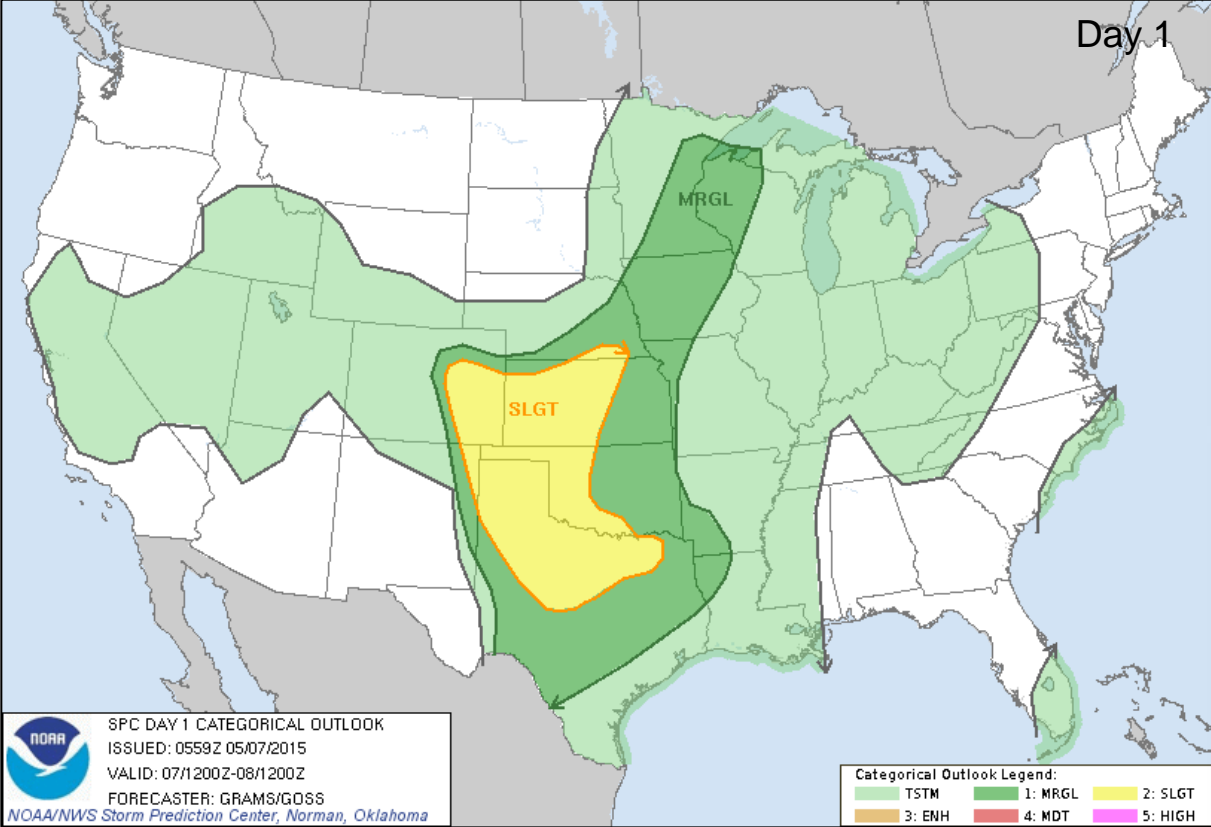 Day 1
MRGL
SLGT
NOAA
SPC DAY 1 CATEGORICAL OUTLOOK
ISSUED: 0559Z 05/07/2015
VALID: 07/1200Z-08/1200Z
FORECASTER: GRAMS/GOSS
NOAA/NWS Storm Prediction Center, Norman, Oklahoma
Categorical Outlook Legend:
TSTM 1: MRGL 2: SLGT
3: ENH 4: MDT 5: HIGH